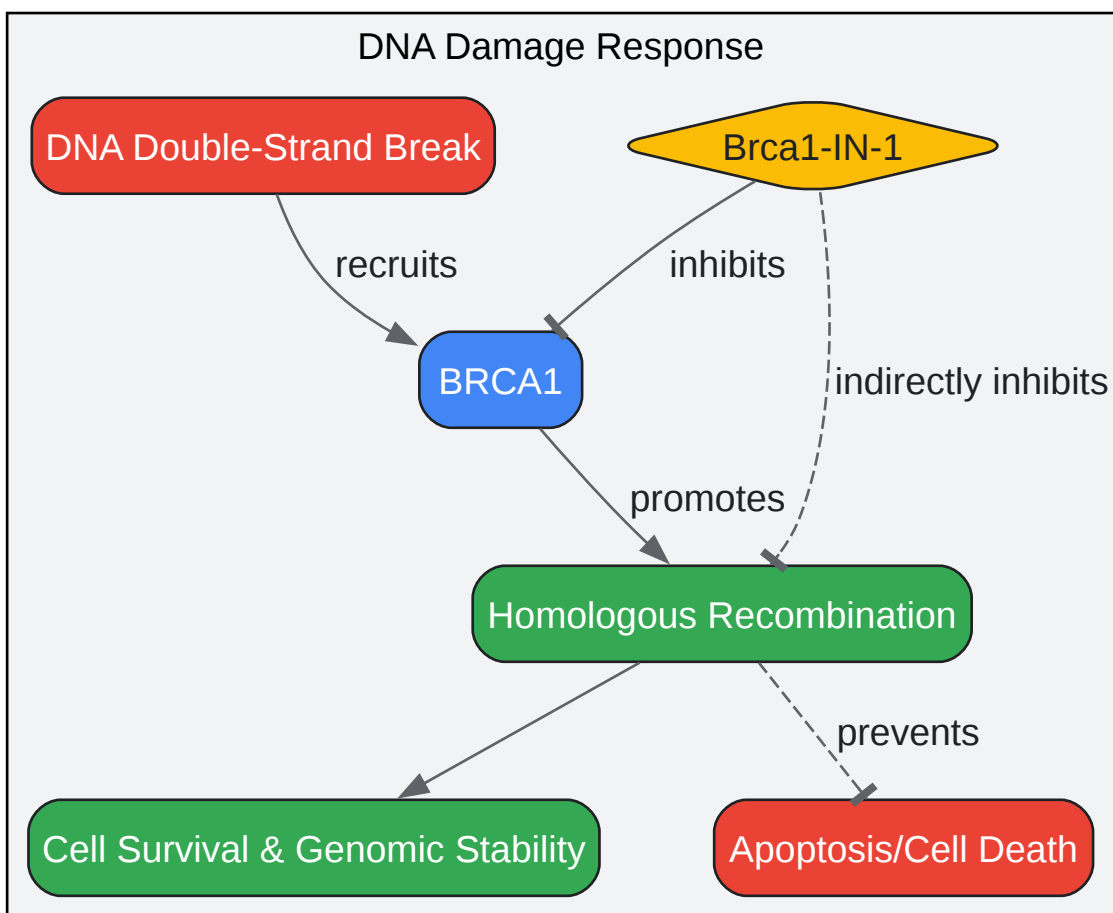 DNA Damage Response
DNA Double-Strand Break
Brca1-IN-1
recruits
inhibits
BRCA1
indirectly inhibits
promotes
Homologous Recombination
prevents
Cell Survival & Genomic Stability
Apoptosis/Cell Death